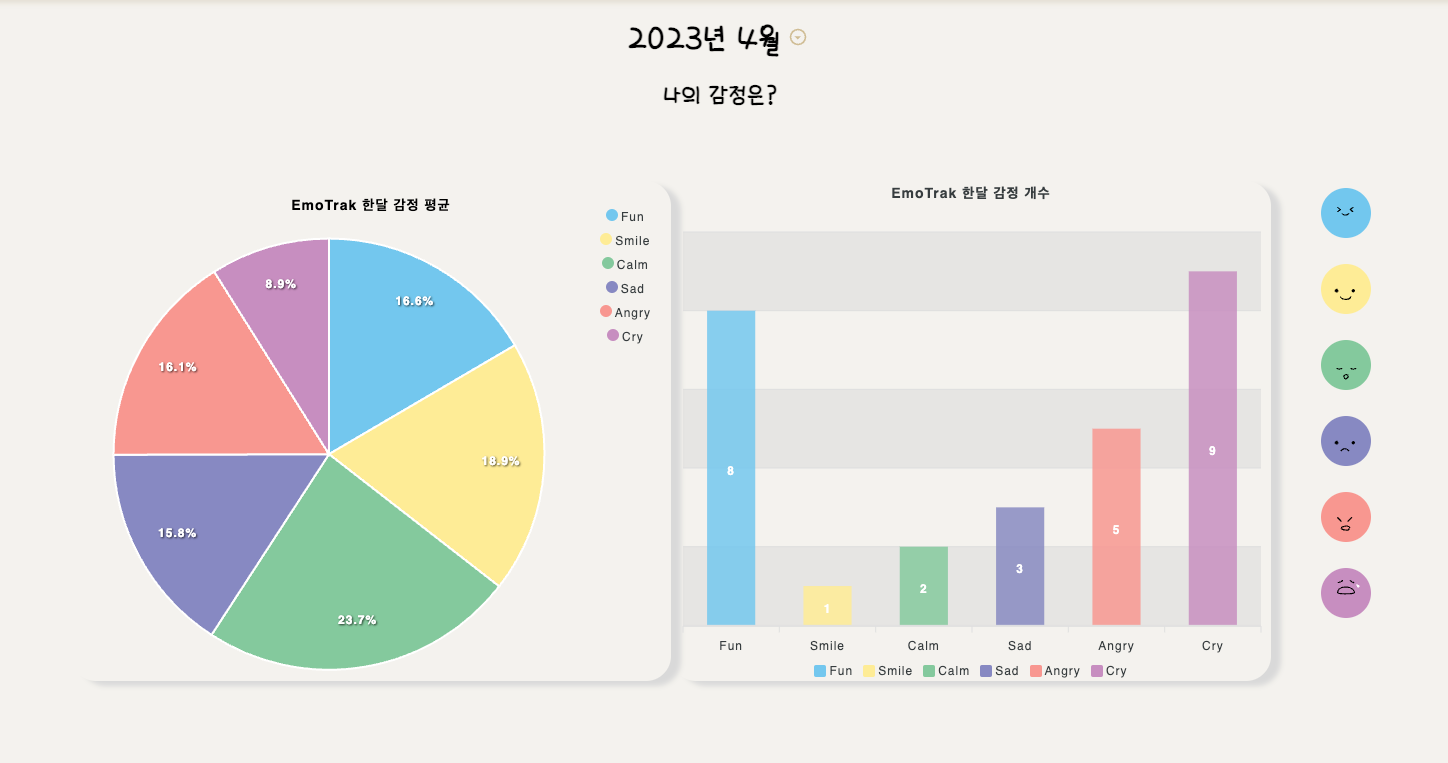 2023년 4월
나의 감정은?
EmoTrak 한달 감정 평균
Fun
Smile
Calm
Sad
Angry
Cry
8.9%
16.6%
16.1%
18.9%
15.8%
23.7%
EmoTrak 한달 감정 개수
8
1
2
3
5
9
Fun Smile Calm Sad Angry Cry
Fun Smile Calm Sad Angry Cry